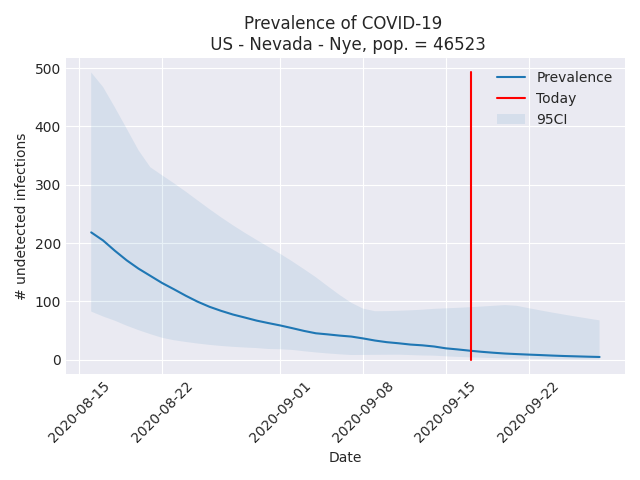 Prevalence of COVID-19
US - Nevada - Nye, pop. = 46523
500
400
300
200
100
0
# undetected infections
Prevalence
Today
95CI
2020-08-15
2020-08-22
2020-09-01
2020-09-08
2020-09-15
2020-09-22
Date